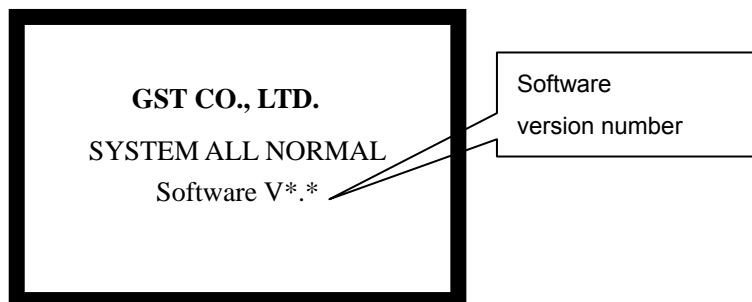 GST CO., LTD.
SYSTEM ALL NORMAL
Software V*.*
Software
version number